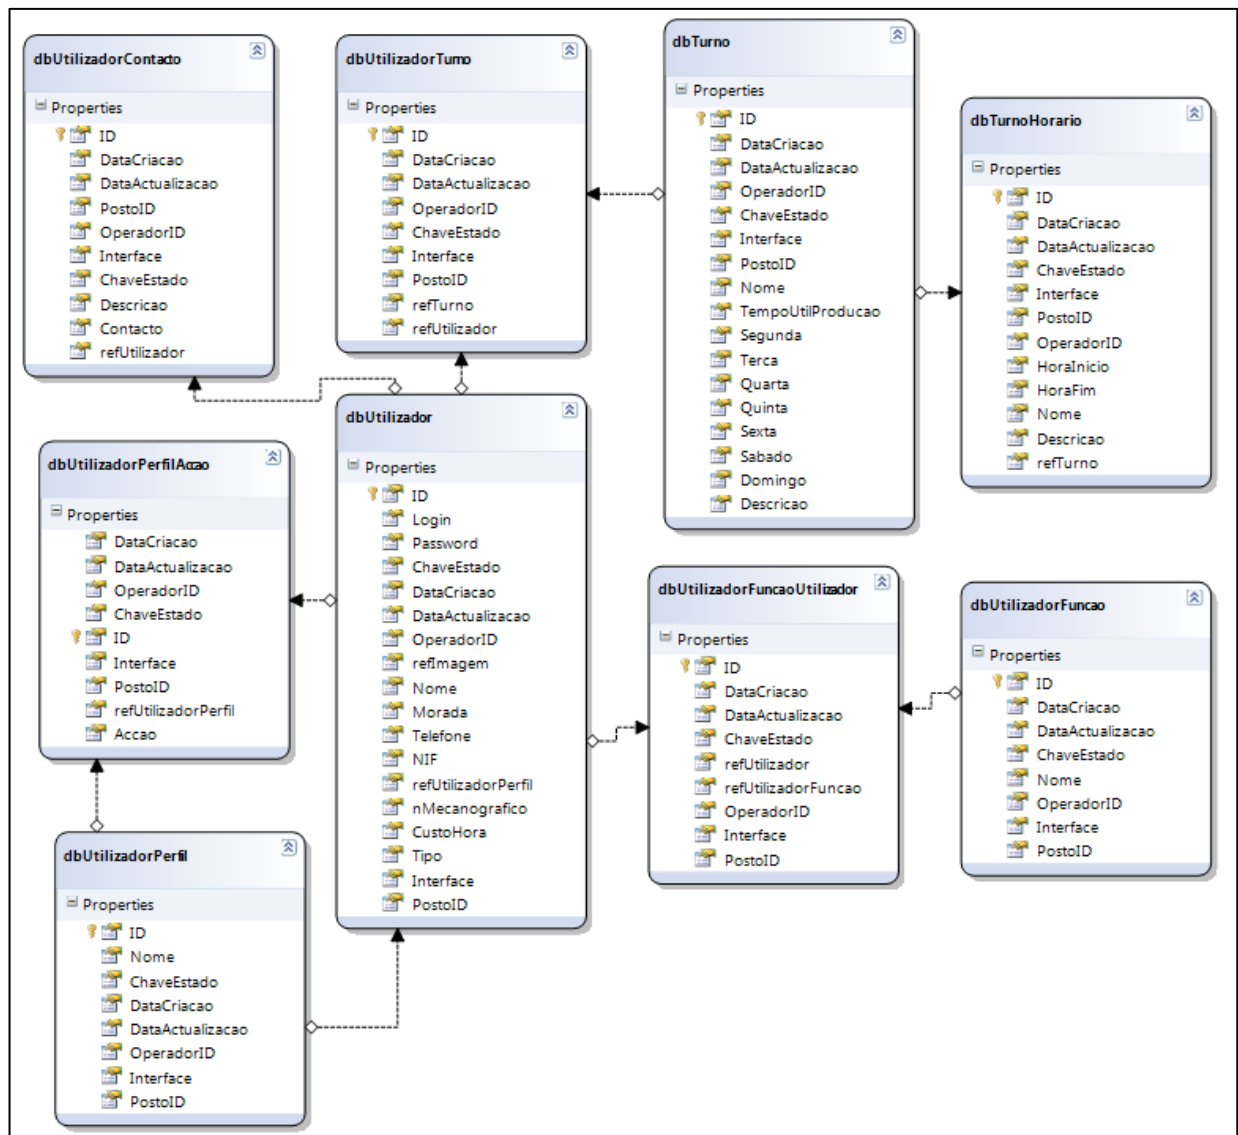 dbUtilizadorContacto
Properties
ID
DataCriacao
DataActualizacao
PostoID
OperadorID
Interface
ChaveEstado
Descricao
Contacto
refUtilizador
dbUtilizadorTurno
Properties
ID
DataCriacao
DataActualizacao
OperadorID
ChaveEstado
Interface
PostoID
refTurno
refUtilizador
dbTurno
Properties
ID
DataCriacao
DataActualizacao
OperadorID
ChaveEstado
Interface
PostoID
Nome
TempoUtilProducao
Segunda
Terca
Quarta
Quinta
Sexta
Sabado
Domingo
Descricao
dbTurnoHorario
Properties
ID
DataCriacao
DataActualizacao
ChaveEstado
Interface
PostoID
OperadorID
HoraInicio
HoraFim
Nome
Descricao
refTurno
dbUtilizadorPerfilAccao
Properties
DataCriacao
DataActualizacao
OperadorID
ChaveEstado
ID
Interface
PostoID
refUtilizadorPerfil
Accao
dbUtilizador
Properties
ID
Login
Password
ChaveEstado
DataCriacao
DataActualizacao
OperadorID
refImagem
Nome
Morada
Telefone
NIF
refUtilizadorPerfil
nMecanografico
CustoHora
Tipo
Interface
PostoID
dbUtilizadorFuncaoUtilizador
Properties
ID
DataCriacao
DataActualizacao
ChaveEstado
refUtilizador
refUtilizadorFuncao
OperadorID
Interface
PostoID
dbUtilizadorFuncao
Properties
ID
DataCriacao
DataActualizacao
ChaveEstado
Nome
OperadorID
Interface
PostoID
dbUtilizadorPerfil
Properties
ID
Nome
ChaveEstado
DataCriacao
DataActualizacao
OperadorID
Interface
PostoID